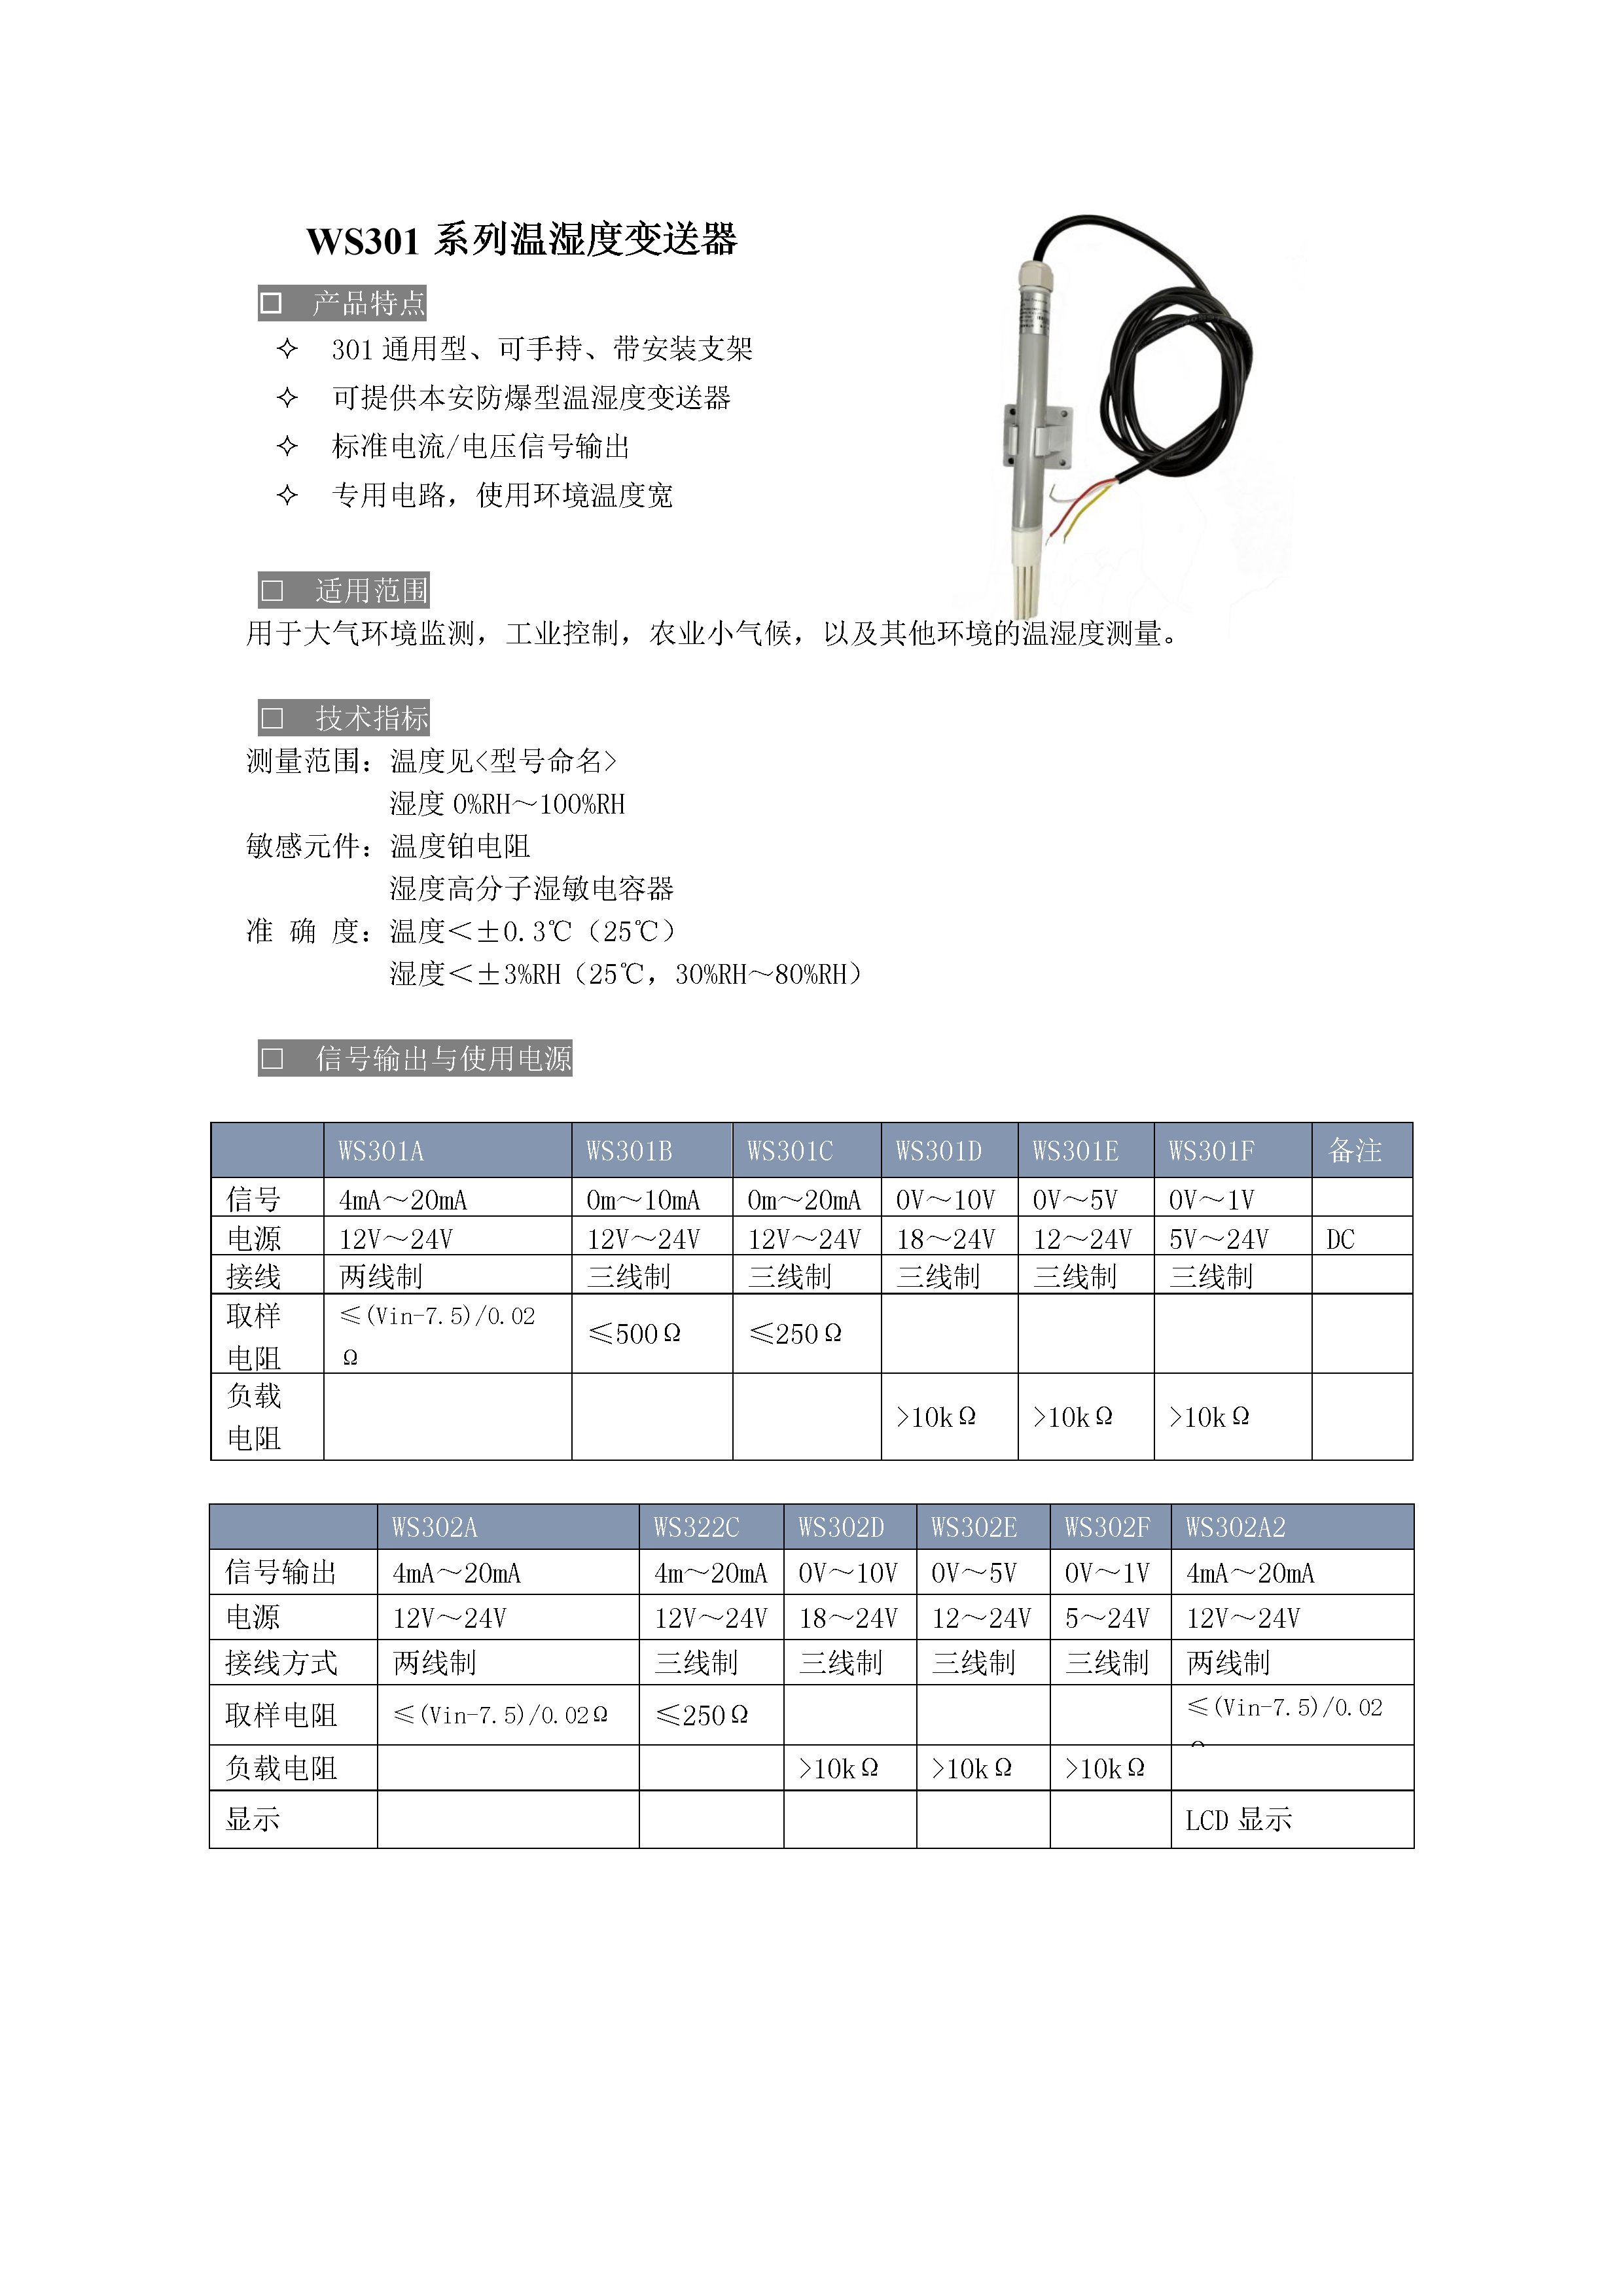 WS301 系列温湿度变送器
□ 产品特点
✧ 301 通用型、可手持、带安装支架
✧ 可提供本安防爆型温湿度变送器
✧ 标准电流/电压信号输出
✧ 专用电路，使用环境温度宽
□ 适用范围
用于大气环境监测，工业控制，农业小气候，以及其他环境的温湿度测量。
□ 技术指标
测量范围：温度见<型号命名>
湿度 0%RH～100%RH
敏感元件：温度铂电阻
湿度高分子湿敏电容器
准 确 度：温度＜±0.3℃（25℃）
湿度＜±3%RH（25℃，30%RH～80%RH）
□ 信号输出与使用电源
WS301A WS301B WS301C WS301D WS301E WS301F 备注
信号 4mA～20mA 0m～10mA 0m～20mA 0V～10V 0V～5V 0V～1V
电源 12V～24V 12V～24V 12V～24V 18～24V 12～24V 5V～24V DC
接线 两线制 三线制 三线制 三线制 三线制 三线制
取样电阻 ≤(Vin-7.5)/0.02Ω ≤500Ω ≤250Ω
负载电阻 >10kΩ >10kΩ >10kΩ
WS302A WS322C WS302D WS302E WS302F WS302A2
信号输出 4mA～20mA 4m～20mA 0V～10V 0V～5V 0V～1V 4mA～20mA
电源 12V～24V 12V～24V 18～24V 12～24V 5～24V 12V～24V
接线方式 两线制 三线制 三线制 三线制 三线制 两线制
取样电阻 ≤(Vin-7.5)/0.02Ω ≤250Ω ≤(Vin-7.5)/0.02
负载电阻 >10kΩ >10kΩ >10kΩ
显示 LCD 显示